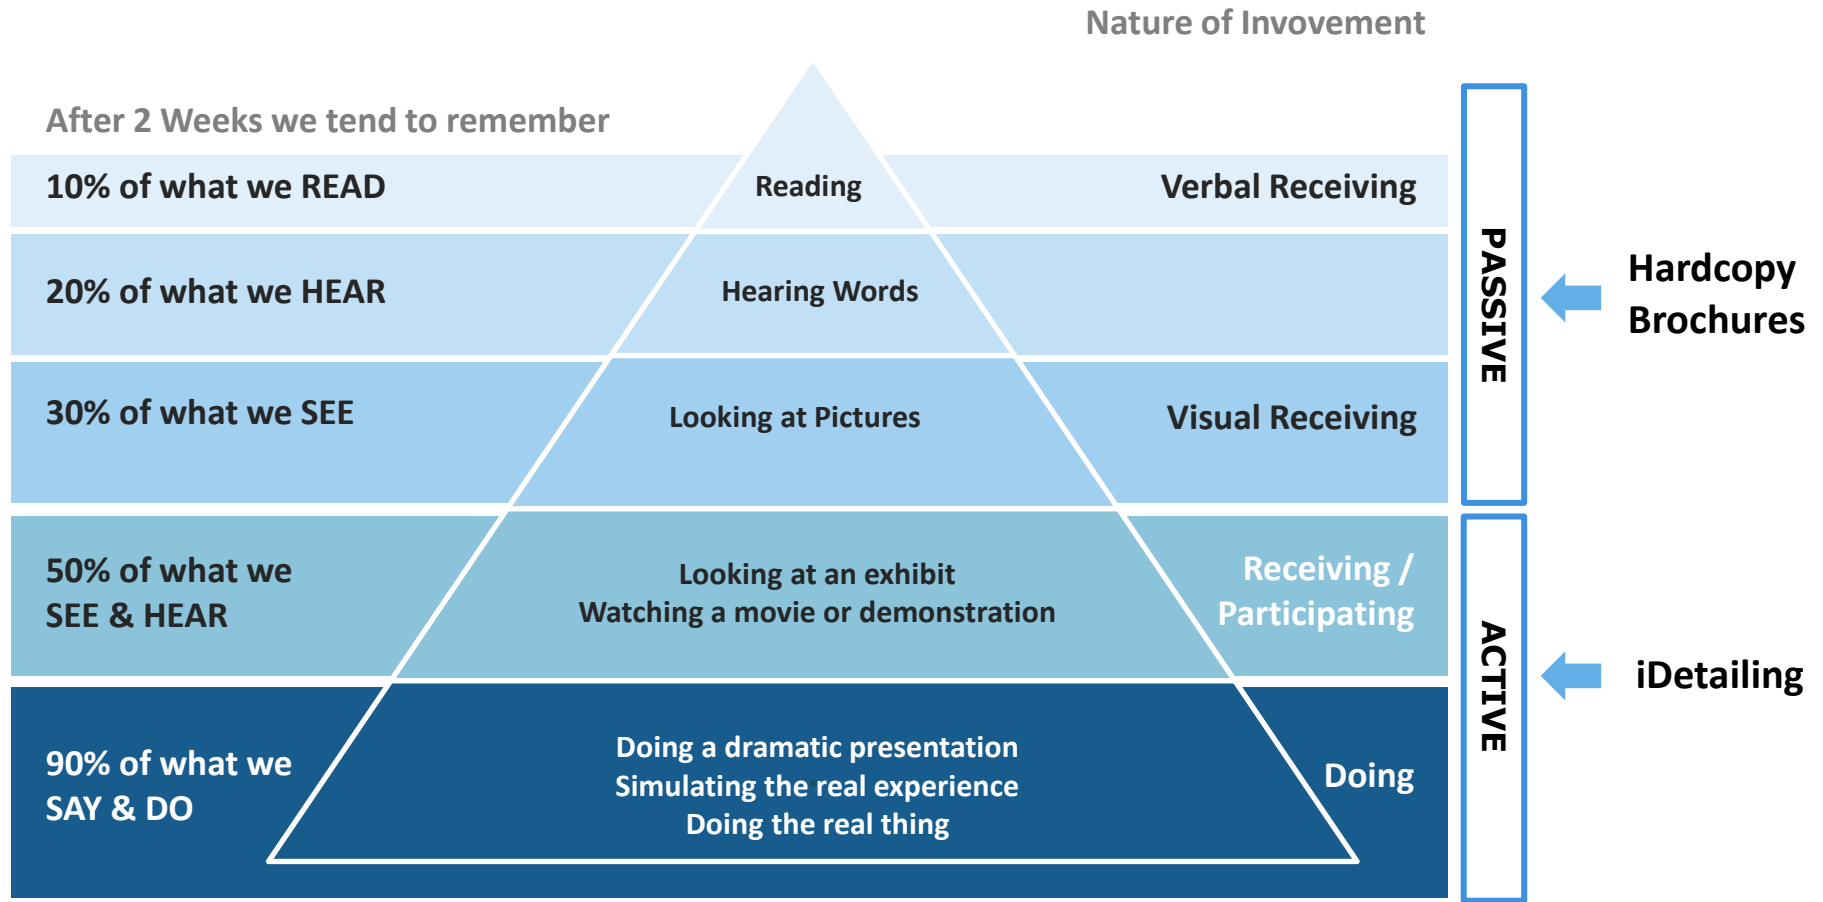 Nature of Invovement
After 2 Weeks we tend to remember
10% of what we READ
Reading
Verbal Receiving
20% of what we HEAR
Hearing Words
30% of what we SEE
Looking at Pictures
Visual Receiving
PASSIVE
Hardcopy
Brochures
50% of what we
SEE & HEAR
Looking at an exhibit
Watching a movie or demonstration
Receiving /
Participating
90% of what we
SAY & DO
Doing a dramatic presentation
Simulating the real experience
Doing the real thing
Doing
ACTIVE
iDetailing